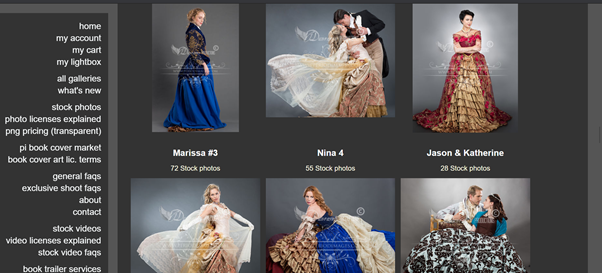 home
my account
my cart
my lightbox
all galleries
what's new
stock photos
photo licenses explained
png pricing (transparent)
pi book cover market
book cover art lic. terms
general faqs
exclusive shoot faqs
about
contact
stock videos
video licenses explained
stock video faqs
book trailer services
Marissa #3
72 Stock photos
Nina 4
55 Stock photos
Jason & Katherine
28 Stock photos